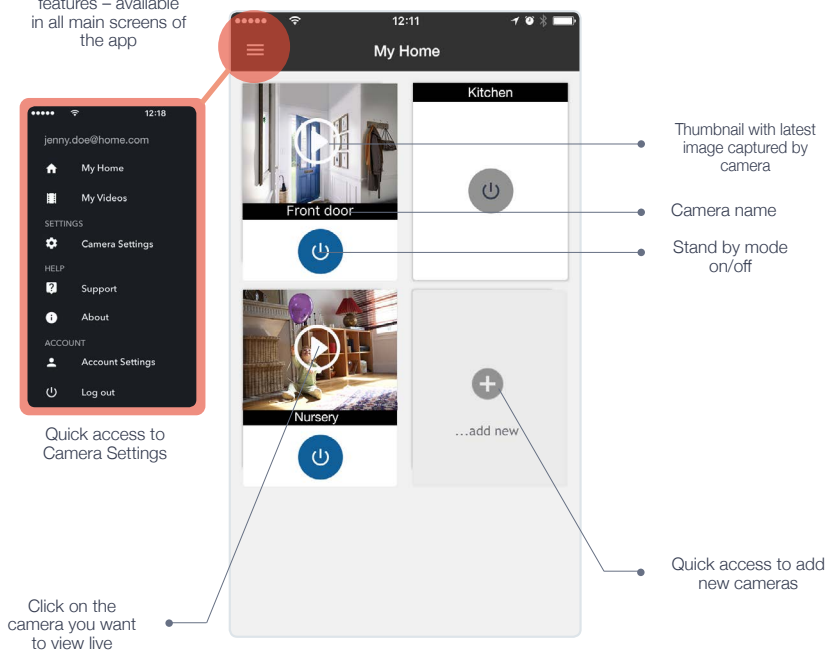 features – available
in all main screens of
the app
12:11
My Home
12:18
jenny.doe@home.com
My Home
My Videos
SETTINGS
Camera Settings
HELP
Support
About
ACCOUNT
Account Settings
Log out
Quick access to
Camera Settings
Front door
Kitchen
Nursery
...add new
Thumbnail with latest
image captured by
camera
Camera name
Stand by mode
on/off
Quick access to add
new cameras
Click on the
camera you want
to view live